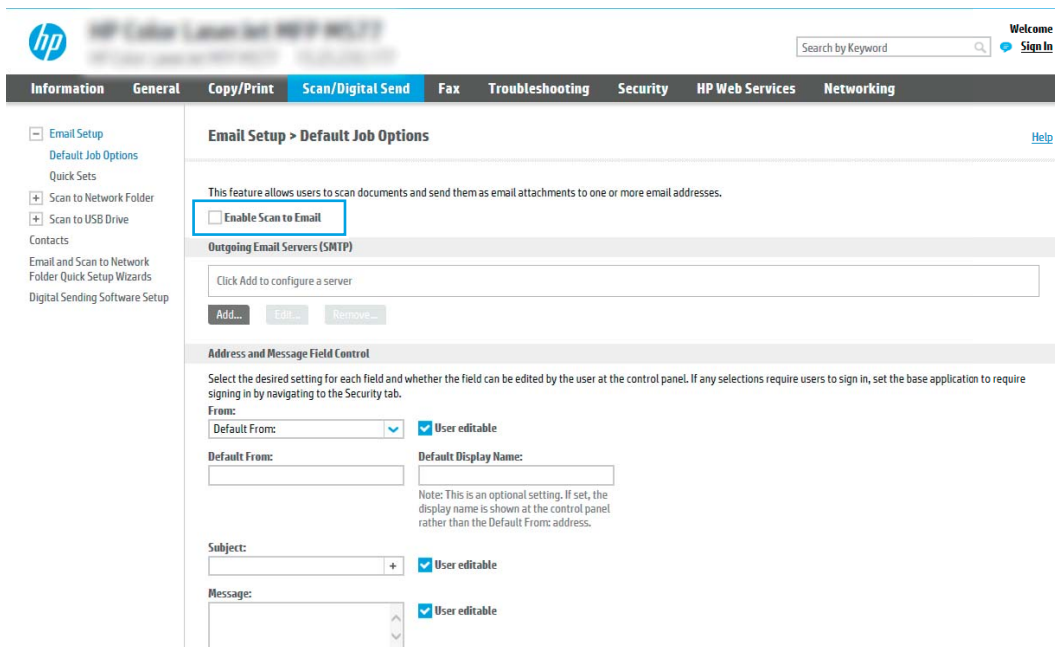 hp
HP Color LaserJet MFP M577
Welcome
Search by Keyword
Sign In
Information General Copy/Print Scan/Digital Send Fax Troubleshooting Security HP Web Services Networking
Email Setup
Default Job Options
Quick Sets
Scan to Network Folder
Scan to USB Drive
Contacts
Email and Scan to Network
Folder Quick Setup Wizards
Digital Sending Software Setup
Email Setup > Default Job Options
Help
This feature allows users to scan documents and send them as email attachments to one or more email addresses.
Enable Scan to Email
Outgoing Email Servers (SMTP)
Click Add to configure a server
Add... Edit... Remove...
Address and Message Field Control
Select the desired setting for each field and whether the field can be edited by the user at the control panel. If any selections require users to sign in, set the base application to require
signing in by navigating to the Security tab.
From:
Default From: User editable
Default From: Default Display Name:
Note: This is an optional setting. If set, the
display name is shown at the control panel
rather than the Default From: address.
Subject:
+ User editable
Message:
User editable